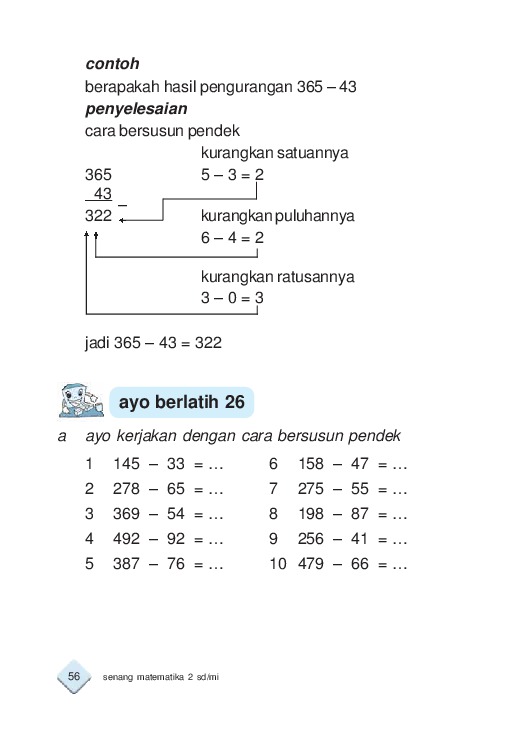 contoh
berapakah hasil pengurangan 365 – 43
penyelesaian
cara bersusun pendek
kurangkan satuannya
365 5 – 3 = 2
43 –
322 kurangkan puluhannya
6 – 4 = 2
kurangkan ratusannya
3 – 0 = 3
jadi 365 – 43 = 322
ayo berlatih 26
a ayo kerjakan dengan cara bersusun pendek
1 145 – 33 = … 6 158 – 47 = …
2 278 – 65 = … 7 275 – 55 = …
3 369 – 54 = … 8 198 – 87 = …
4 492 – 92 = … 9 256 – 41 = …
5 387 – 76 = … 10 479 – 66 = …
56 senang matematika 2 sd/mi